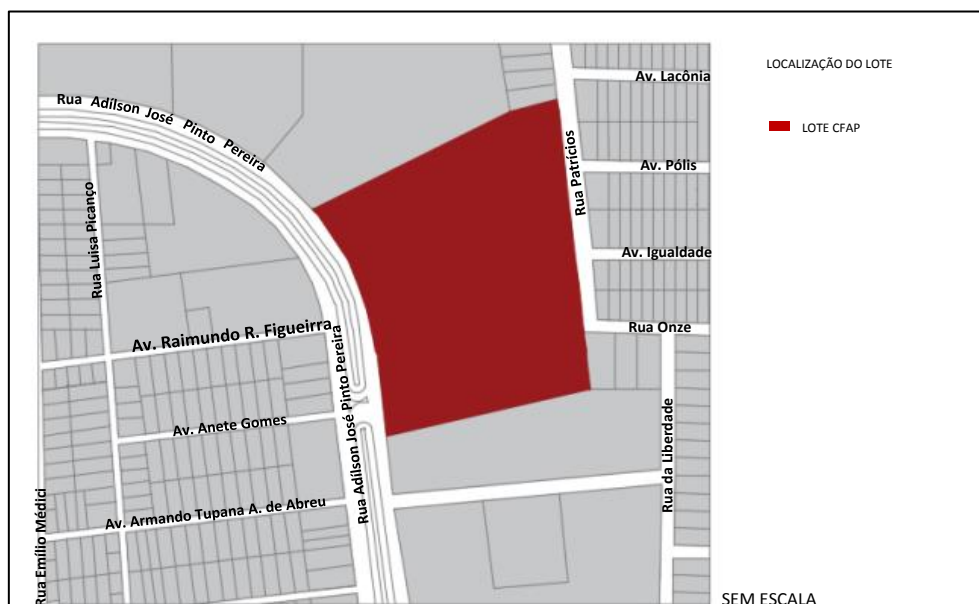 Av. Lacônia
LOCALIZAÇÃO DO LOTE
Rua Adílson José Pinto Pereira
LOTE CFAP
Rua Patrícios
Av. Pólis
Rua Luisa Picanço
Av. Igualdade
Av. Raimundo R. Figueirra
Rua Onze
Rua Adílson José Pinto Pereira
Av. Anete Gomes
Rua da Liberdade
Av. Armando Tupana A. de Abreu
Rua Emílio Médici
SEM ESCALA